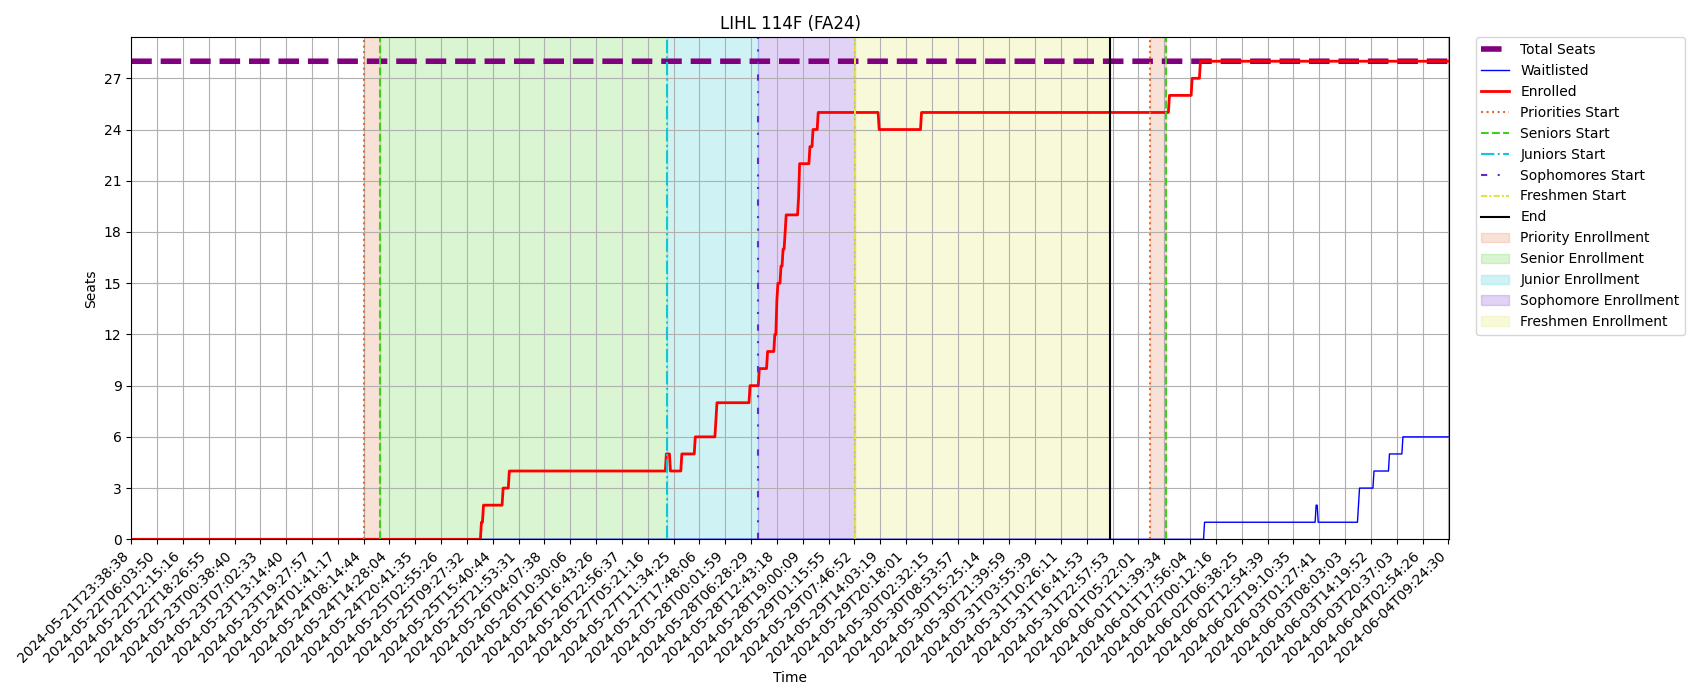 LIHL 114F (FA24)
Seats
27
24
21
18
15
12
9
6
3
0
2024-05-21T23:38:38
2024-05-22T06:03:50
2024-05-22T12:15:16
2024-05-22T18:26:55
2024-05-23T00:38:40
2024-05-23T07:02:33
2024-05-23T13:14:40
2024-05-23T19:27:57
2024-05-24T01:41:17
2024-05-24T08:14:44
2024-05-24T14:28:04
2024-05-24T20:41:35
2024-05-25T02:55:26
2024-05-25T09:27:32
2024-05-25T15:40:44
2024-05-25T21:53:31
2024-05-26T04:07:38
2024-05-26T10:30:06
2024-05-26T16:43:26
2024-05-26T22:56:37
2024-05-27T05:21:16
2024-05-27T11:34:25
2024-05-27T17:48:06
2024-05-28T00:01:59
2024-05-28T06:28:29
2024-05-28T12:43:18
2024-05-28T19:00:09
2024-05-29T01:15:55
2024-05-29T07:46:52
2024-05-29T14:03:19
2024-05-29T20:18:01
2024-05-30T02:32:15
2024-05-30T08:53:57
2024-05-30T15:25:14
2024-05-30T21:39:59
2024-05-31T03:55:39
2024-05-31T10:26:11
2024-05-31T16:41:53
2024-05-31T22:57:53
2024-06-01T05:22:01
2024-06-01T11:39:34
2024-06-01T17:56:04
2024-06-02T00:12:16
2024-06-02T06:38:25
2024-06-02T12:54:39
2024-06-02T19:10:35
2024-06-03T01:27:41
2024-06-03T08:03:03
2024-06-03T14:19:52
2024-06-03T20:37:03
2024-06-04T02:54:26
2024-06-04T09:24:30
Time
Total Seats
Waitlisted
Enrolled
Priorities Start
Seniors Start
Juniors Start
Sophomores Start
Freshmen Start
End
Priority Enrollment
Senior Enrollment
Junior Enrollment
Sophomore Enrollment
Freshmen Enrollment